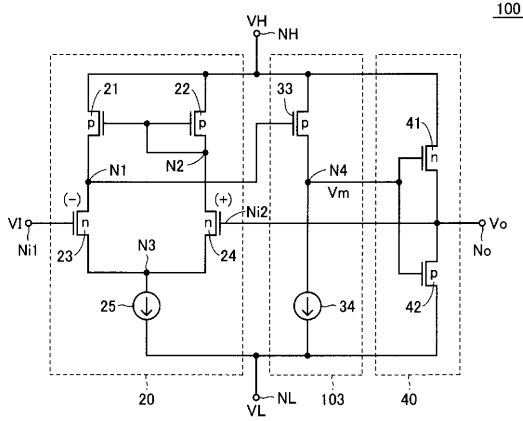 100
VH
NH
21
22
33
41
p
p
p
n
N1
N2
N4
Vm
(-)
(+)
VI
Ni1
n
23
n
24
Ni2
Vo
No
N3
p
42
25
34
VL
NL
20
103
40